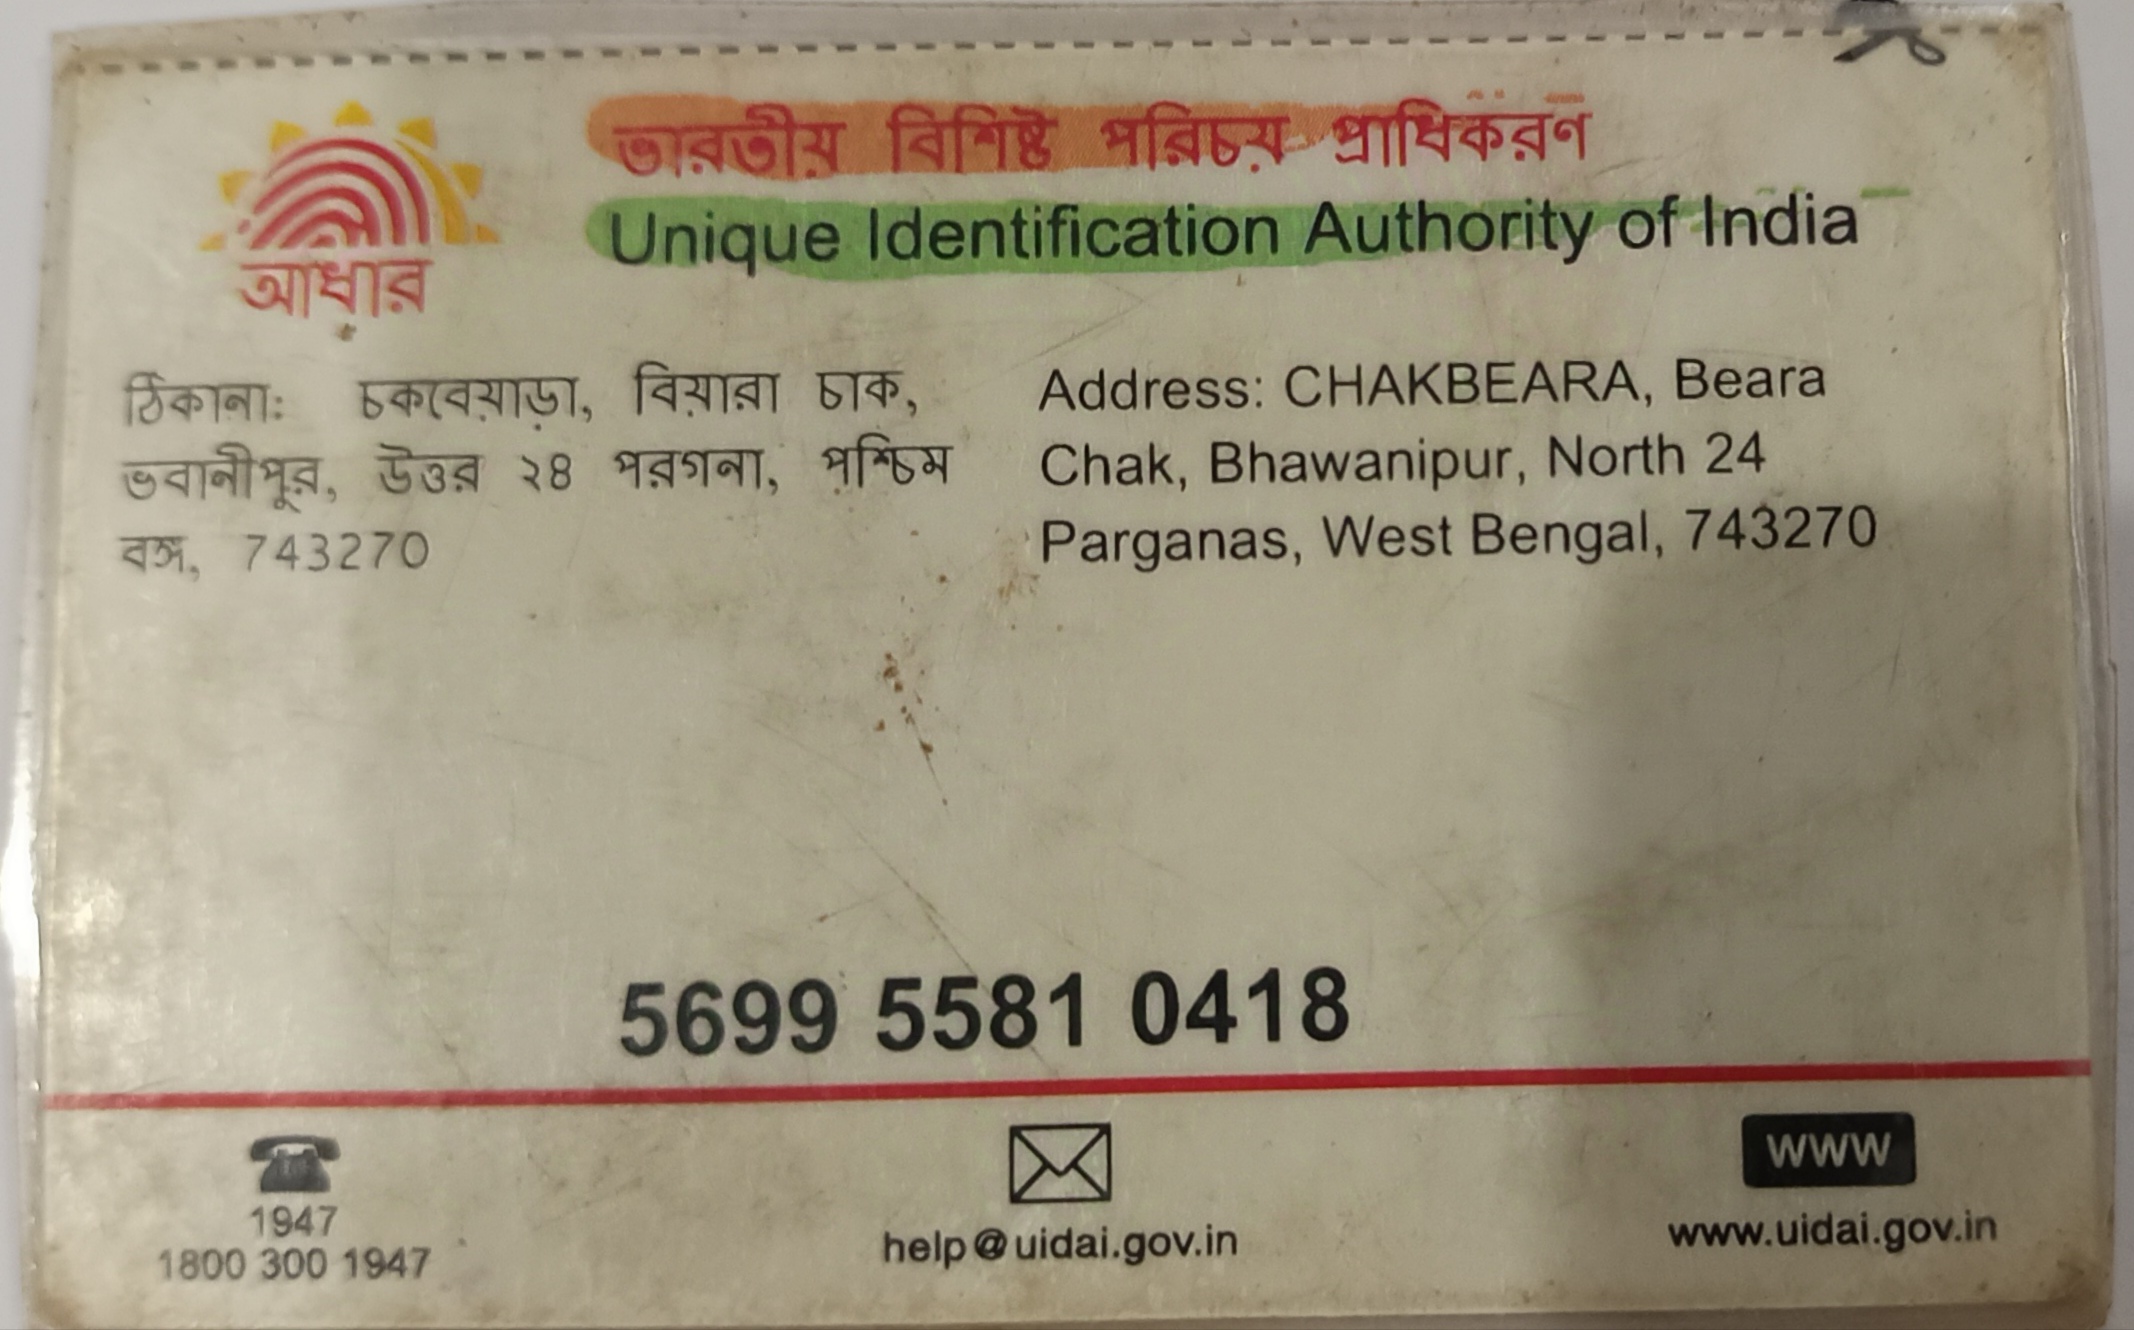 ভারতীয় বিশিষ্ট পরিচয় প্রাধিকরণ
Unique Identification Authority of India
আধার
ঠিকানা: চকবেয়াড়া, বিয়ারা চাক,
ভবানীপুর, উত্তর ২৪ পরগনা, পশ্চিম
বঙ্গ, 743270
Address: CHAKBEARA, Beara
Chak, Bhawanipur, North 24
Parganas, West Bengal, 743270
5699 5581 0418
1947
1800 300 1947
help@uidai.gov.in
www
www.uidai.gov.in